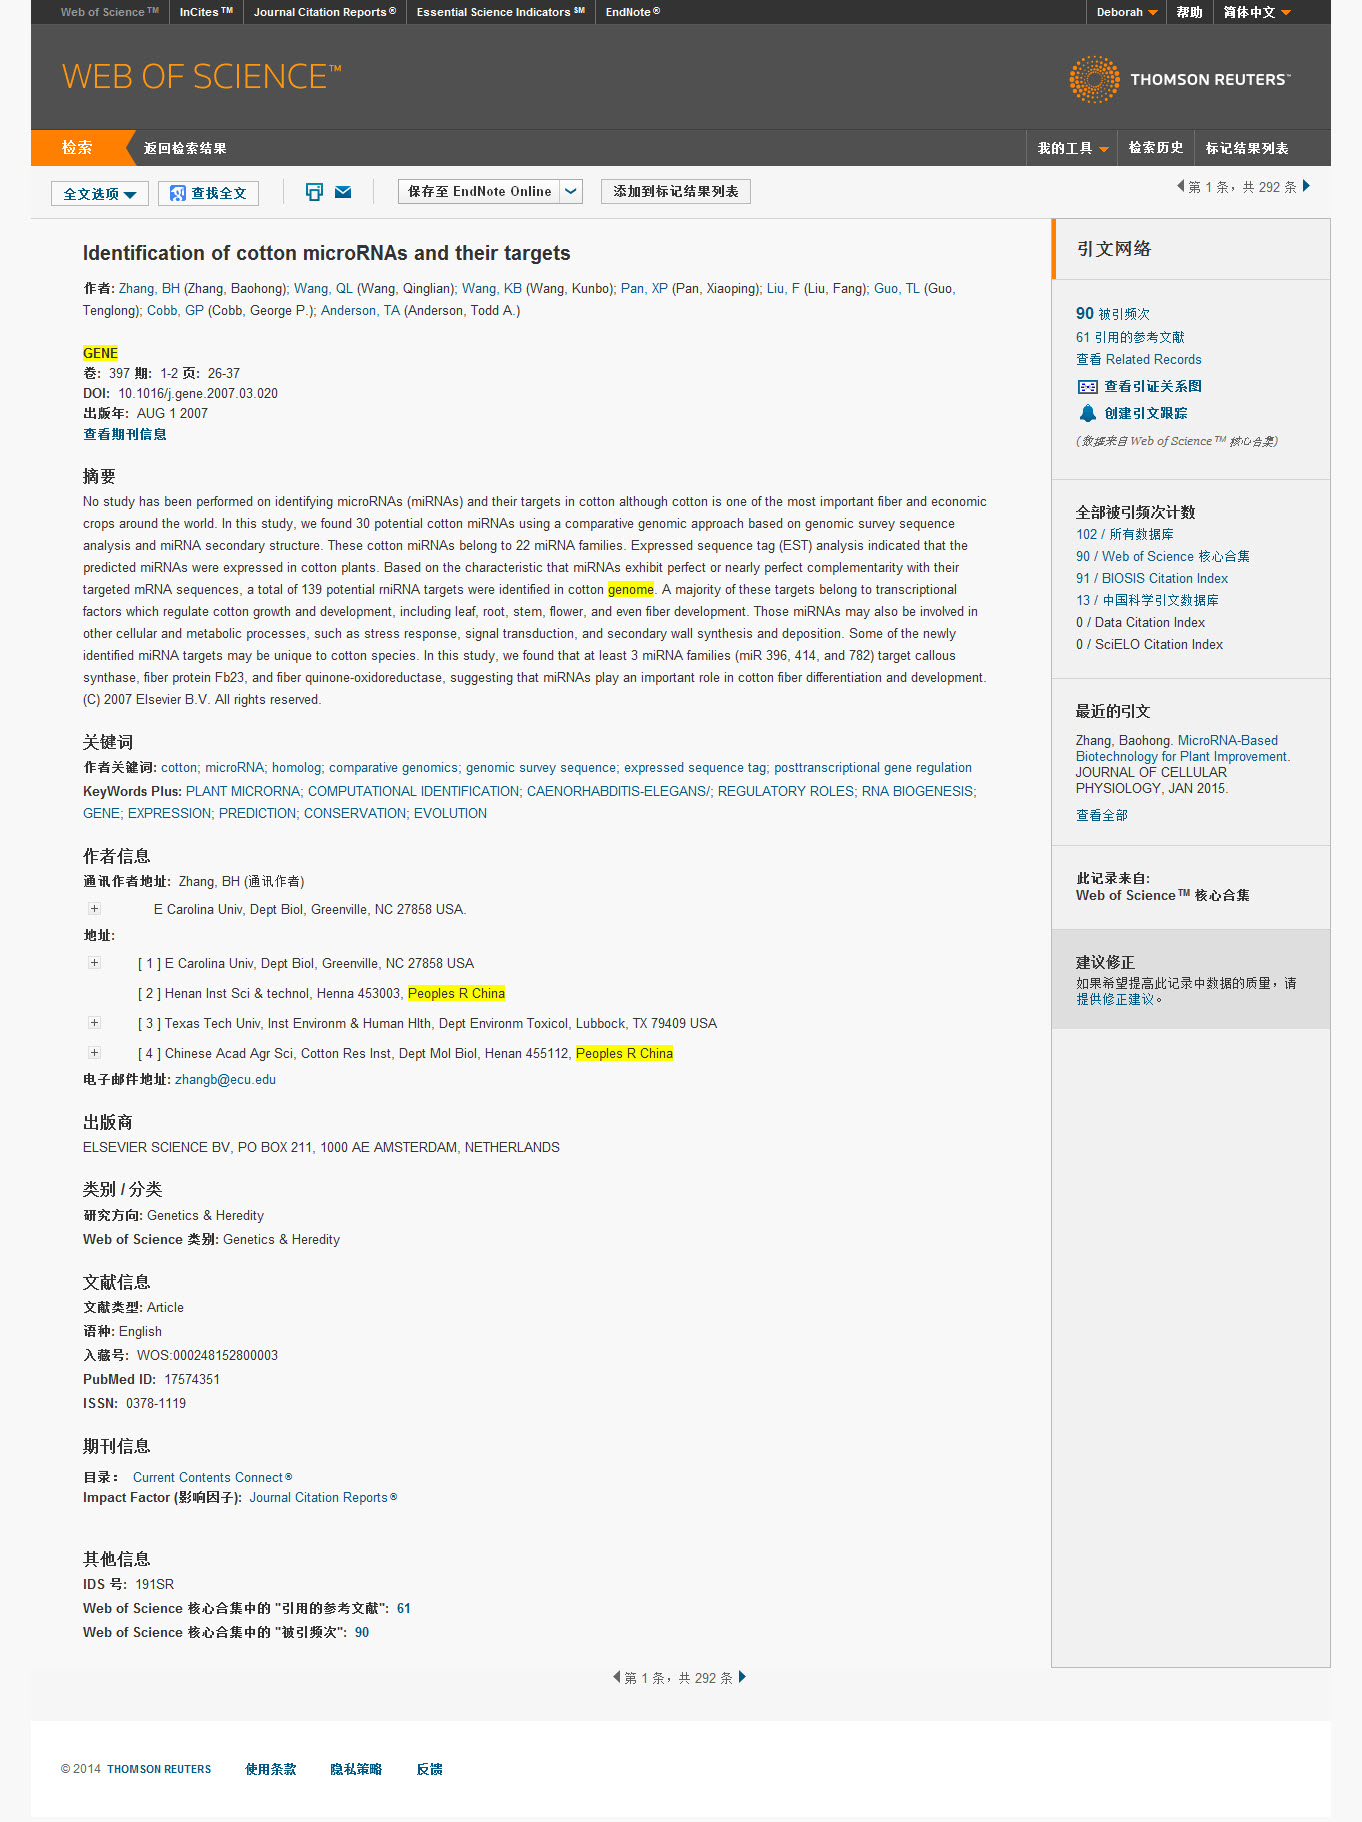 Web of Science™ InCites™ Journal Citation Reports® Essential Science Indicators℠ EndNote® Deborah 帮助 简体中文
WEB OF SCIENCE™ THOMSON REUTERS™
检索 返回检索结果 我的工具 检索历史 标记结果列表
全文选项 查找全文 保存至 EndNote Online 添加到标记结果列表 第 1 条，共 292 条
Identification of cotton microRNAs and their targets
作者: Zhang, BH (Zhang, Baohong); Wang, QL (Wang, Qinglian); Wang, KB (Wang, Kunbo); Pan, XP (Pan, Xiaoping); Liu, F (Liu, Fang); Guo, TL (Guo,
Tenglong); Cobb, GP (Cobb, George P.); Anderson, TA (Anderson, Todd A.)
GENE
卷: 397 期: 1-2 页: 26-37
DOI: 10.1016/j.gene.2007.03.020
出版年: AUG 1 2007
查看期刊信息
摘要
No study has been performed on identifying microRNAs (miRNAs) and their targets in cotton although cotton is one of the most important fiber and economic
crops around the world. In this study, we found 30 potential cotton miRNAs using a comparative genomic approach based on genomic survey sequence
analysis and miRNA secondary structure. These cotton miRNAs belong to 22 miRNA families. Expressed sequence tag (EST) analysis indicated that the
predicted miRNAs were expressed in cotton plants. Based on the characteristic that miRNAs exhibit perfect or nearly perfect complementarity with their
targeted mRNA sequences, a total of 139 potential miRNA targets were identified in cotton genome. A majority of these targets belong to transcriptional
factors which regulate cotton growth and development, including leaf, root, stem, flower, and even fiber development. Those miRNAs may also be involved in
other cellular and metabolic processes, such as stress response, signal transduction, and secondary wall synthesis and deposition. Some of the newly
identified miRNA targets may be unique to cotton species. In this study, we found that at least 3 miRNA families (miR 396, 414, and 782) target callous
synthase, fiber protein Fb23, and fiber quinone-oxidoreductase, suggesting that miRNAs play an important role in cotton fiber differentiation and development.
(C) 2007 Elsevier B.V. All rights reserved.
关键词
作者关键词: cotton; microRNA; homolog; comparative genomics; genomic survey sequence; expressed sequence tag; posttranscriptional gene regulation
KeyWords Plus: PLANT MICRORNA; COMPUTATIONAL IDENTIFICATION; CAENORHABDITIS-ELEGANS/; REGULATORY ROLES; RNA BIOGENESIS;
GENE; EXPRESSION; PREDICTION; CONSERVATION; EVOLUTION
作者信息
通讯作者地址: Zhang, BH (通讯作者)
E Carolina Univ, Dept Biol, Greenville, NC 27858 USA.
地址:
[ 1 ] E Carolina Univ, Dept Biol, Greenville, NC 27858 USA
[ 2 ] Henan Inst Sci & technol, Henna 453003, Peoples R China
[ 3 ] Texas Tech Univ, Inst Environm & Human Hlth, Dept Environm Toxicol, Lubbock, TX 79409 USA
[ 4 ] Chinese Acad Agr Sci, Cotton Res Inst, Dept Mol Biol, Henan 455112, Peoples R China
电子邮件地址: zhangb@ecu.edu
出版商
ELSEVIER SCIENCE BV, PO BOX 211, 1000 AE AMSTERDAM, NETHERLANDS
类别 / 分类
研究方向: Genetics & Heredity
Web of Science 类别: Genetics & Heredity
文献信息
文献类型: Article
语种: English
入藏号: WOS:000248152800003
PubMed ID: 17574351
ISSN: 0378-1119
期刊信息
目录： Current Contents Connect®
Impact Factor (影响因子): Journal Citation Reports®
其他信息
IDS 号: 191SR
Web of Science 核心合集中的 "引用的参考文献": 61
Web of Science 核心合集中的 "被引频次": 90
引文网络
90 被引频次
61 引用的参考文献
查看 Related Records
查看引证关系图
创建引文跟踪
(数据来自 Web of Science™ 核心合集)
全部被引频次计数
102 / 所有数据库
90 / Web of Science 核心合集
91 / BIOSIS Citation Index
13 / 中国科学引文数据库
0 / Data Citation Index
0 / SciELO Citation Index
最近的引文
Zhang, Baohong. MicroRNA-Based
Biotechnology for Plant Improvement.
JOURNAL OF CELLULAR
PHYSIOLOGY, JAN 2015.
查看全部
此记录来自:
Web of Science™ 核心合集
建议修正
如果希望提高此记录中数据的质量，请
提供修正建议。
第 1 条，共 292 条
© 2014 THOMSON REUTERS 使用条款 隐私策略 反馈